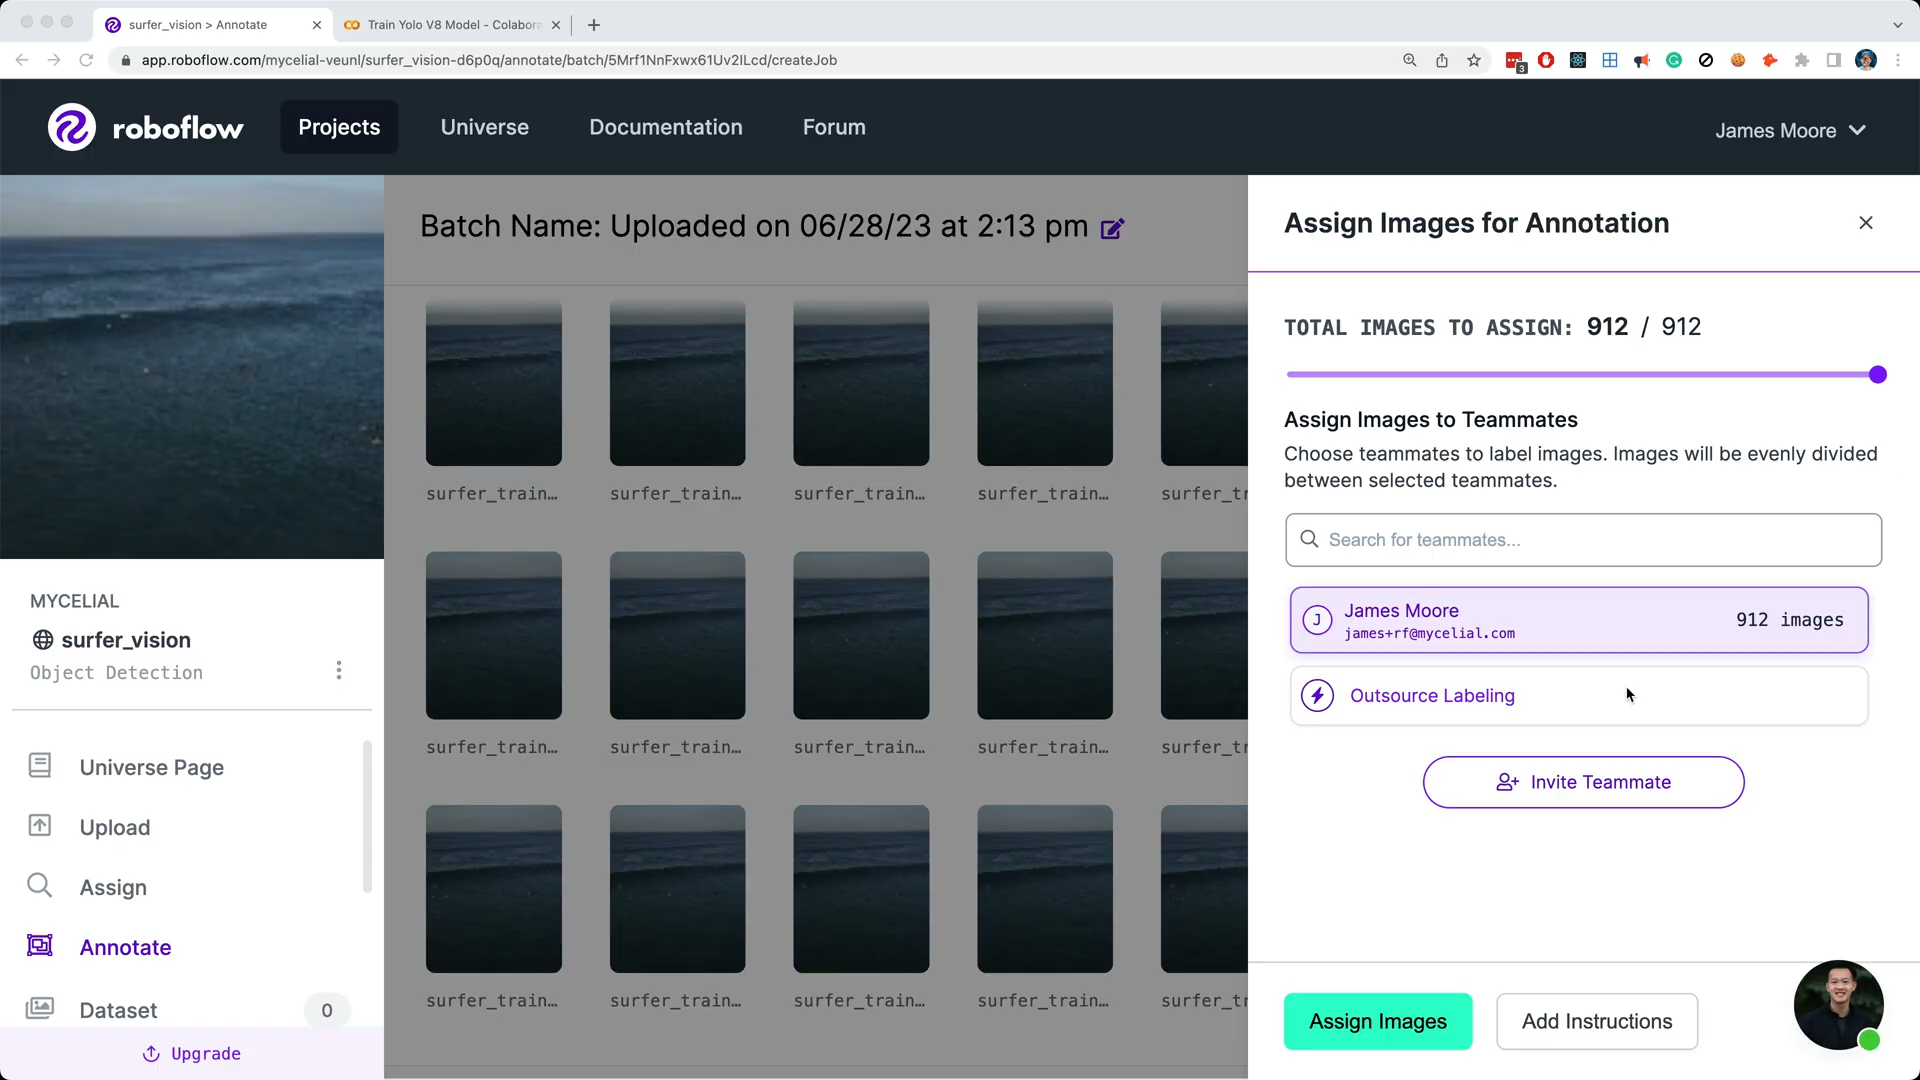 surfer_vision > Annotate
Train Yolo V8 Model - Colabora
app.roboflow.com/mycelial-veunl/surfer_vision-d6p0q/annotate/batch/5Mrf1NnFxwx61Uv2ILcd/createJob
3
roboflow
Projects
Universe
Documentation
Forum
James Moore
Batch Name: Uploaded on 06/28/23 at 2:13 pm
surfer_train…
surfer_train…
surfer_train…
surfer_train…
surfer_tr
surfer_train…
surfer_train…
surfer_train…
surfer_train…
surfer_tr
surfer_train…
surfer_train…
surfer_train…
surfer_train…
surfer_tr
MYCELIAL
surfer_vision
Object Detection
Universe Page
Upload
Assign
Annotate
Dataset
0
Upgrade
Assign Images for Annotation
TOTAL IMAGES TO ASSIGN: 912 / 912
Assign Images to Teammates
Choose teammates to label images. Images will be evenly divided
between selected teammates.
Search for teammates...
J
James Moore
james+rf@mycelial.com
912 images
Outsource Labeling
Invite Teammate
Assign Images
Add Instructions